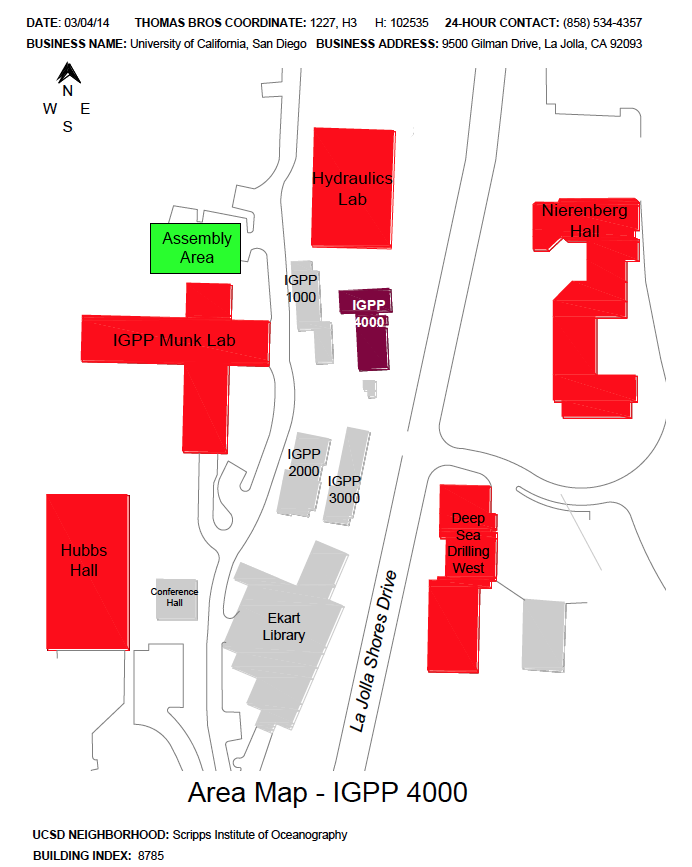 DATE: 03/04/14 THOMAS BROS COORDINATE: 1227, H3 H: 102535 24-HOUR CONTACT: (858) 534-4357
BUSINESS NAME: University of California, San Diego BUSINESS ADDRESS: 9500 Gilman Drive, La Jolla, CA 92093
N
W E
S
Hydraulics
Lab
Nierenberg
Hall
Assembly
Area
IGPP
1000
IGPP
4000
IGPP Munk Lab
IGPP
2000
IGPP
3000
Hubbs
Hall
Deep
Sea
Drilling
West
Conference
Hall
Ekart
Library
La Jolla Shores Drive
Area Map - IGPP 4000
UCSD NEIGHBORHOOD: Scripps Institute of Oceanography
BUILDING INDEX: 8785